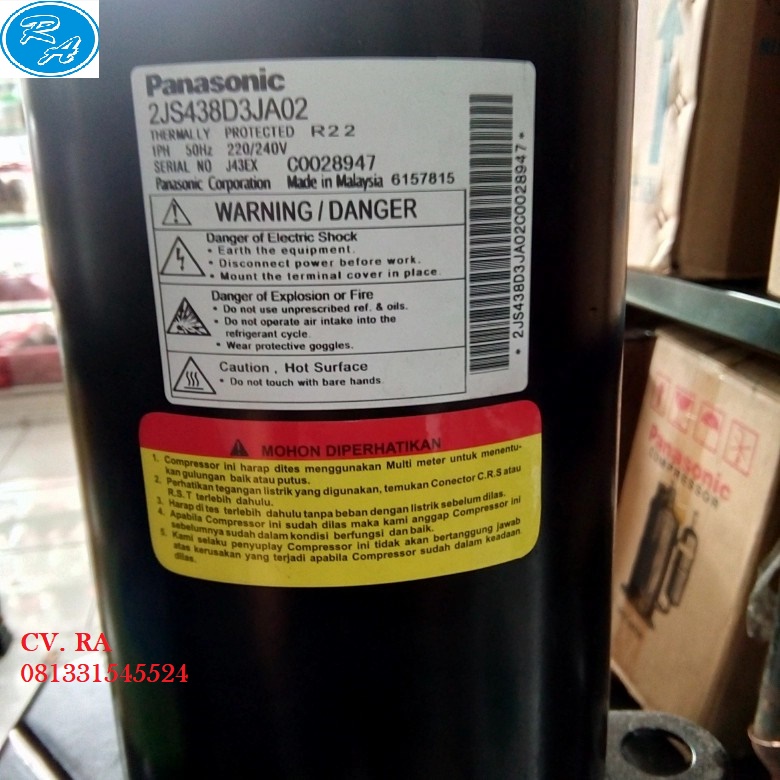 RA
Panasonic
2JS438D3JA02
THERMALLY PROTECTED R22
1PH 50Hz 220/240V
SERIAL NO J43EX C0028947
Panasonic Corporation Made in Malaysia 6157815
WARNING / DANGER
Danger of Electric Shock
• Earth the equipment.
• Disconnect power before work.
• Mount the terminal cover in place.
Danger of Explosion or Fire
• Do not use unprescribed ref. & oils.
• Do not operate air intake into the
refrigerant cycle.
• Wear protective goggles.
Caution , Hot Surface
• Do not touch with bare hands.
*2JS438D3JA02C0028947*
MOHON DIPERHATIKAN
1. Compressor ini harap dites menggunakan Multi meter untuk menentu-
kan gulungan baik atau putus.
2. Perhatikan tegangan listrik yang digunakan, temukan Conector C.R.S atau
R.S.T terlebih dahulu.
3. Harap di tes terlebih dahulu tanpa beban dengan listrik sebelum dilas.
4. Apabila Compressor ini sudah dilas maka kami anggap Compressor ini
sebelumnya sudah dalam kondisi berfungsi dan baik.
5. Kami selaku penyuplay Compressor ini tidak akan bertanggung jawab
atas kerusakan yang terjadi apabila Compressor sudah dalam keadaan
dilas.
Panasonic
COMPRESSOR
CV. RA
081331545524